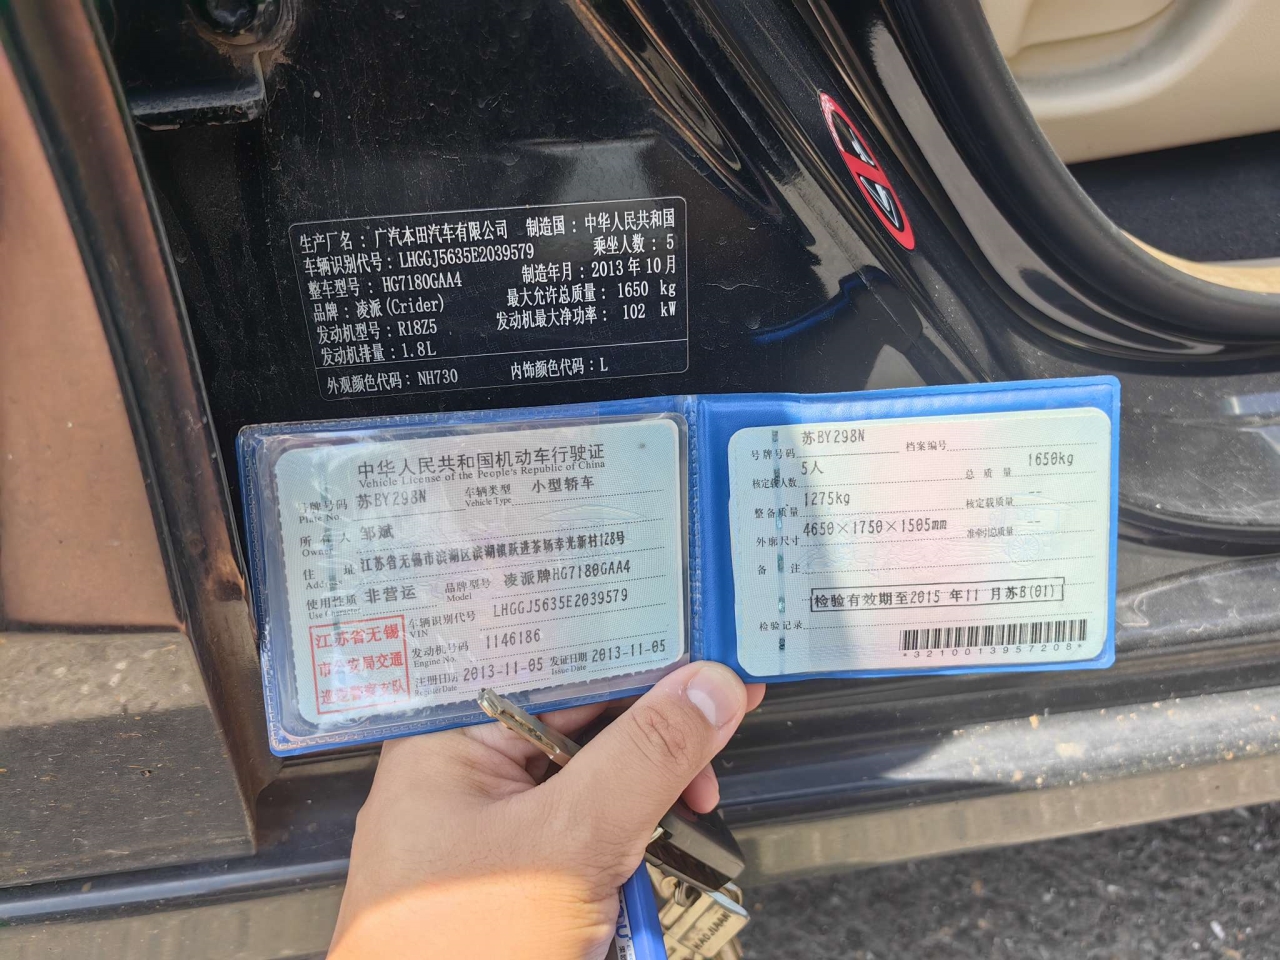 生产厂名：广汽本田汽车有限公司 制造国：中华人民共和国
车辆识别代号：LHGGJ5635E2039579 乘坐人数：5
整车型号：HG7180GAA4 制造年月：2013年10月
品牌：凌派(Crider) 最大允许总质量：1650 kg
发动机型号：R18Z5 发动机最大净功率：102 kW
发动机排量：1.8L
外观颜色代码：NH730 内饰颜色代码：L
中华人民共和国机动车行驶证
Vehicle License of the People's Republic of China
号牌号码 苏BY298N 车辆类型 小型轿车
Plate No. Vehicle Type
所有人 邹斌
Owner
住址 江苏省无锡市滨湖区滨湖镇跃进茶场幸光新村128号
Address
使用性质 非营运 品牌型号 凌派牌HG7180GAA4
Use Character Model
车辆识别代号 LHGGJ5635E2039579
VIN
发动机号码 1146186
Engine No.
注册日期 2013-11-05 发证日期 2013-11-05
Register Date Issue Date
江苏省无锡
市公安局交通
巡逻警察支队
号牌号码 苏BY298N 档案编号
核定载人数 5人 总质量 1650kg
整备质量 1275kg 核定载质量 --
外廓尺寸 4650×1750×1505mm 准牵引总质量 --
备注
检验有效期至2015年11月苏B(01)
检验记录
*3210013957208*
HAOJIAAN